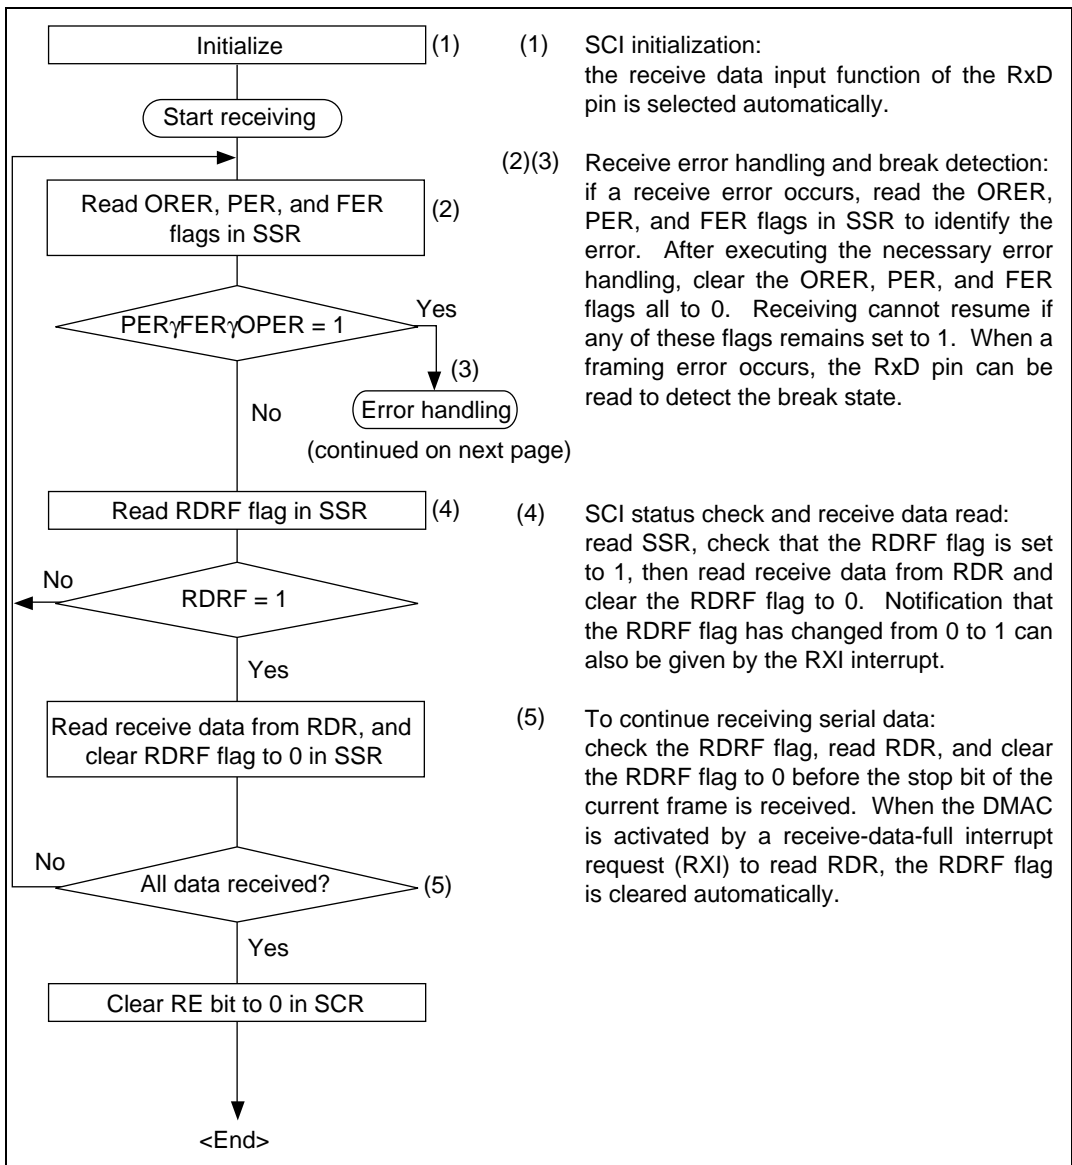 Initialize
(1)
Start receiving
Read ORER, PER, and FER
flags in SSR
(2)
PERγFERγOPER = 1
Yes
(3)
Error handling
(continued on next page)
No
Read RDRF flag in SSR
(4)
No
RDRF = 1
Yes
Read receive data from RDR, and
clear RDRF flag to 0 in SSR
No
All data received?
(5)
Yes
Clear RE bit to 0 in SCR
<End>
(1) SCI initialization:
the receive data input function of the RxD
pin is selected automatically.
(2)(3) Receive error handling and break detection:
if a receive error occurs, read the ORER,
PER, and FER flags in SSR to identify the
error. After executing the necessary error
handling, clear the ORER, PER, and FER
flags all to 0. Receiving cannot resume if
any of these flags remains set to 1. When a
framing error occurs, the RxD pin can be
read to detect the break state.
(4) SCI status check and receive data read:
read SSR, check that the RDRF flag is set
to 1, then read receive data from RDR and
clear the RDRF flag to 0. Notification that
the RDRF flag has changed from 0 to 1 can
also be given by the RXI interrupt.
(5) To continue receiving serial data:
check the RDRF flag, read RDR, and clear
the RDRF flag to 0 before the stop bit of the
current frame is received. When the DMAC
is activated by a receive-data-full interrupt
request (RXI) to read RDR, the RDRF flag
is cleared automatically.